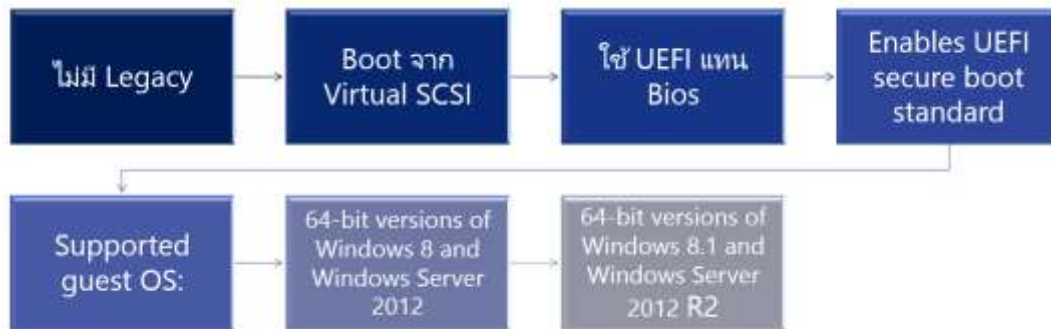 ไม่มี Legacy
Boot จาก
Virtual SCSI
ใช้ UEFI แทน
Bios
Enables UEFI
secure boot
standard
Supported
guest OS:
64-bit versions of
Windows 8 and
Windows Server
2012
64-bit versions of
Windows 8.1 and
Windows Server
2012 R2